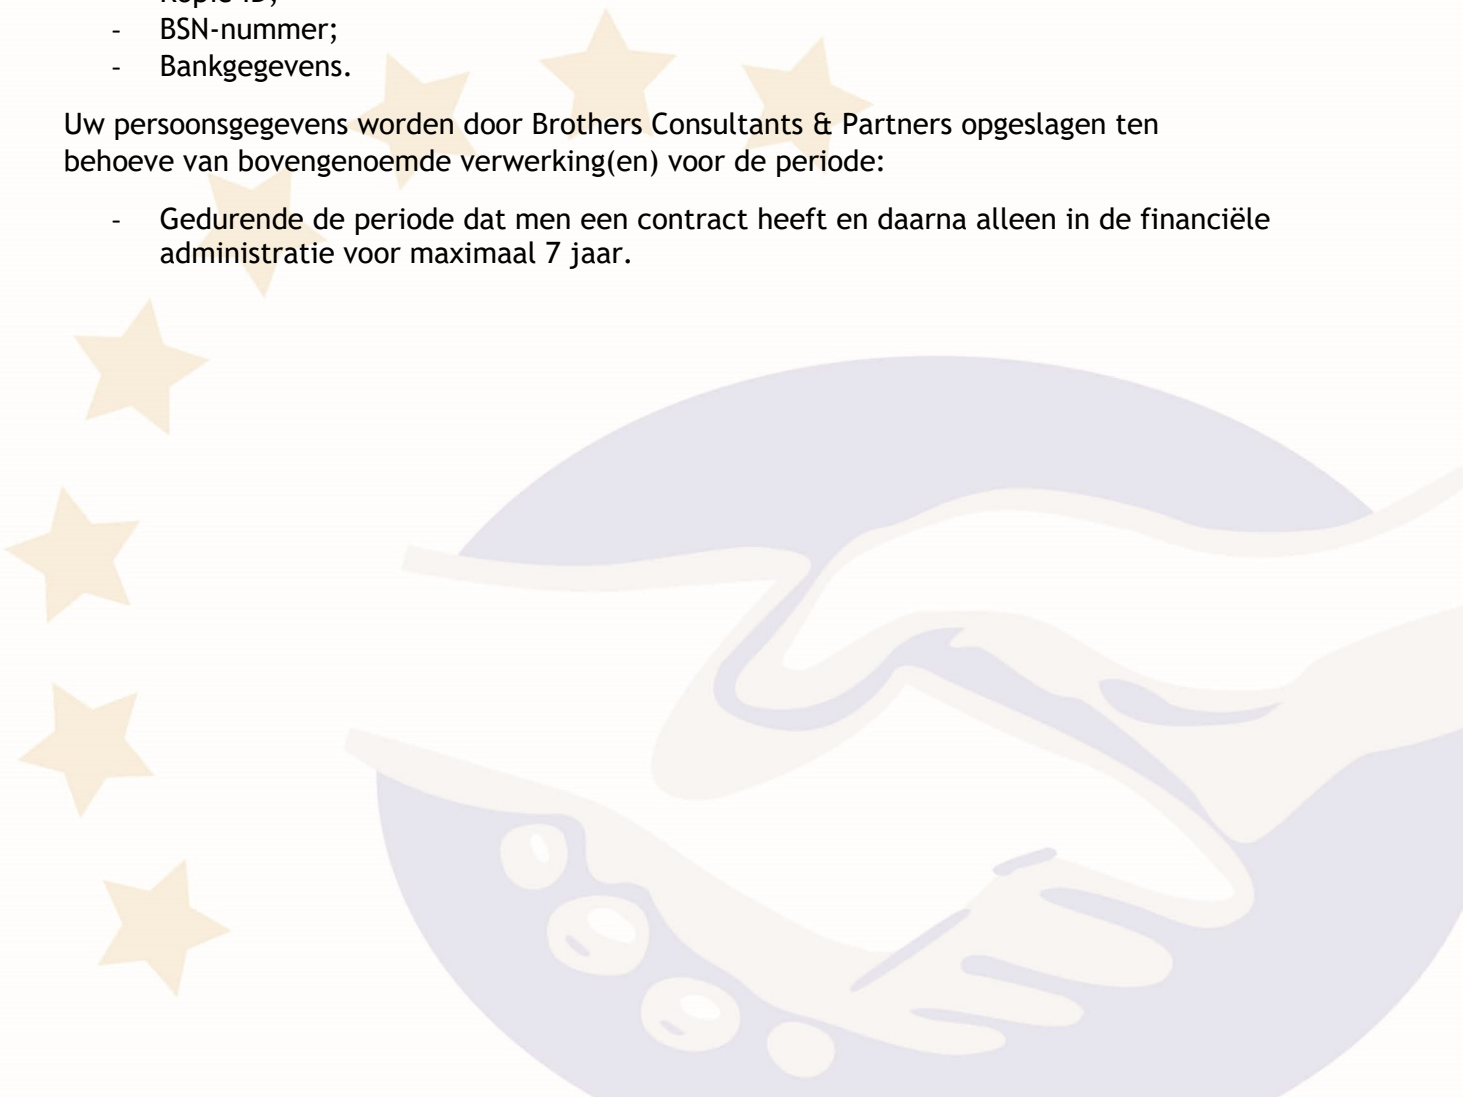 Kopie ID;
- BSN-nummer;
- Bankgegevens.
Uw persoonsgegevens worden door Brothers Consultants & Partners opgeslagen ten
behoeve van bovengenoemde verwerking(en) voor de periode:
- Gedurende de periode dat men een contract heeft en daarna alleen in de financiële
administratie voor maximaal 7 jaar.